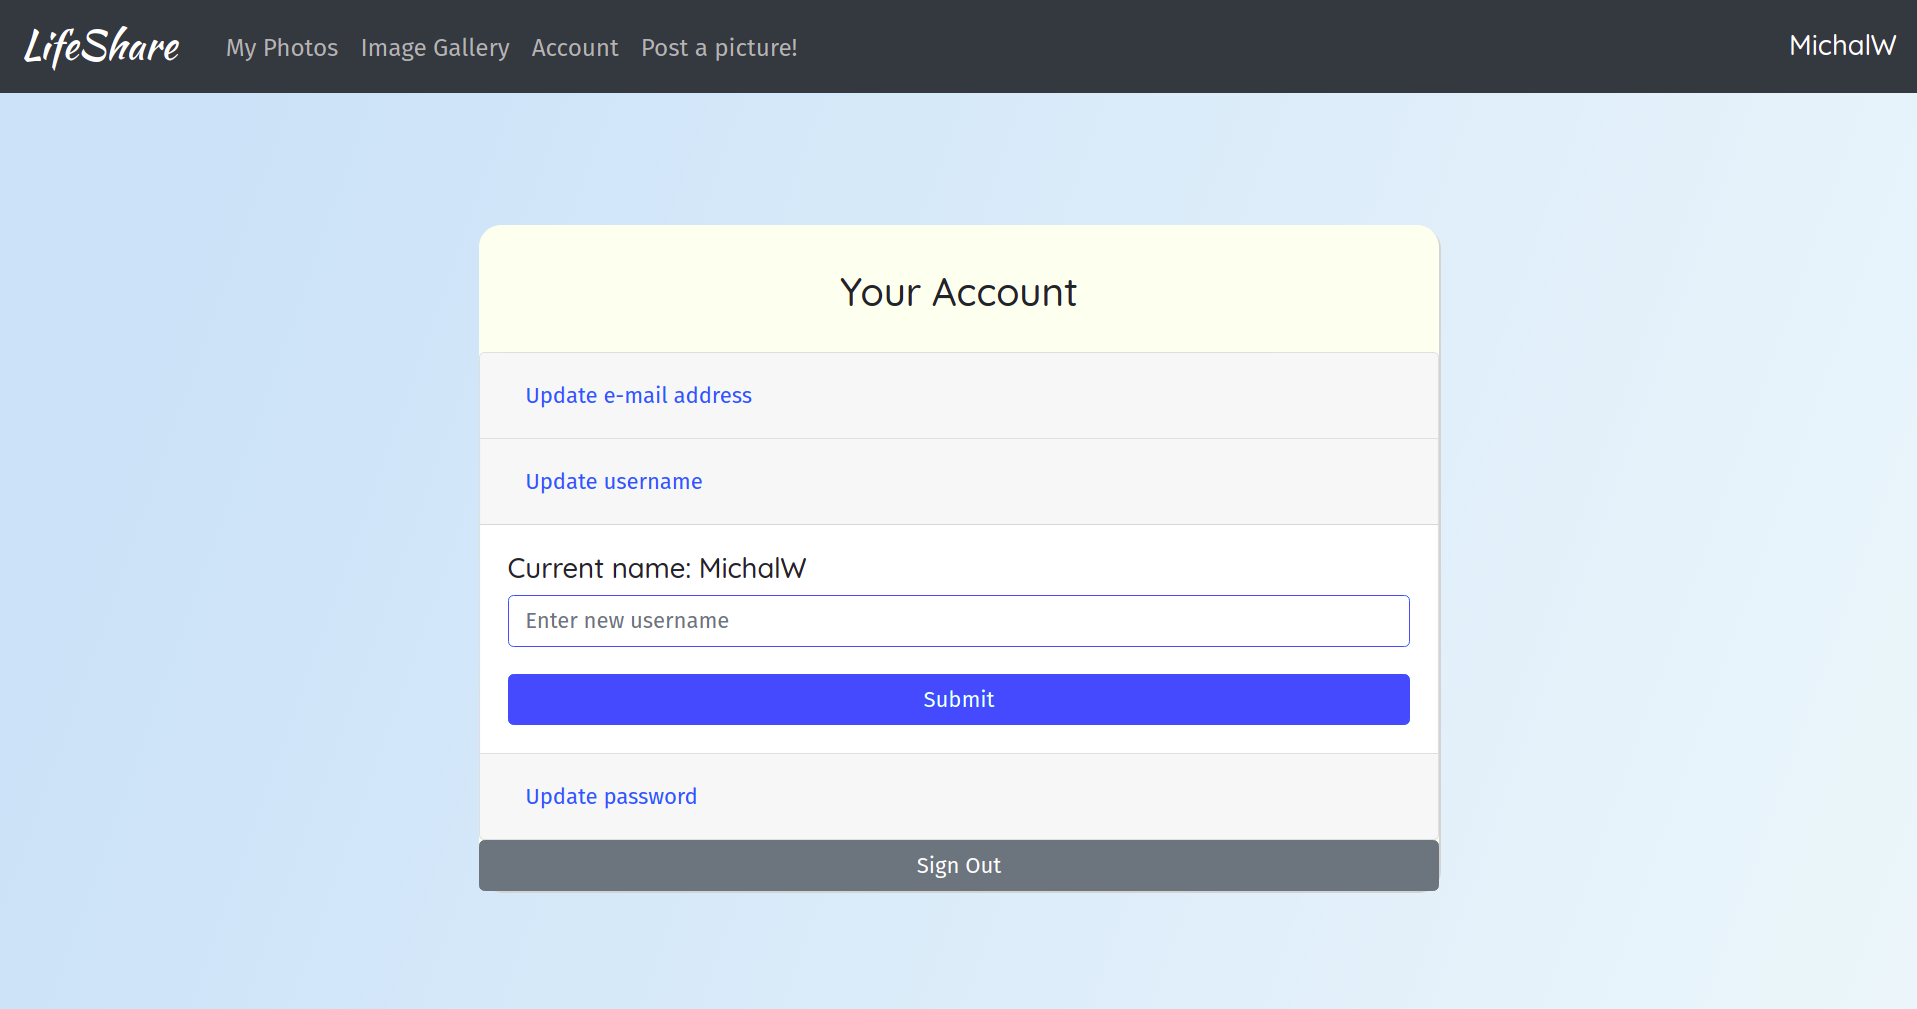 LifeShare My Photos Image Gallery Account Post a picture! MichalW
Your Account
Update e-mail address
Update username
Current name: MichalW
Enter new username
Submit
Update password
Sign Out